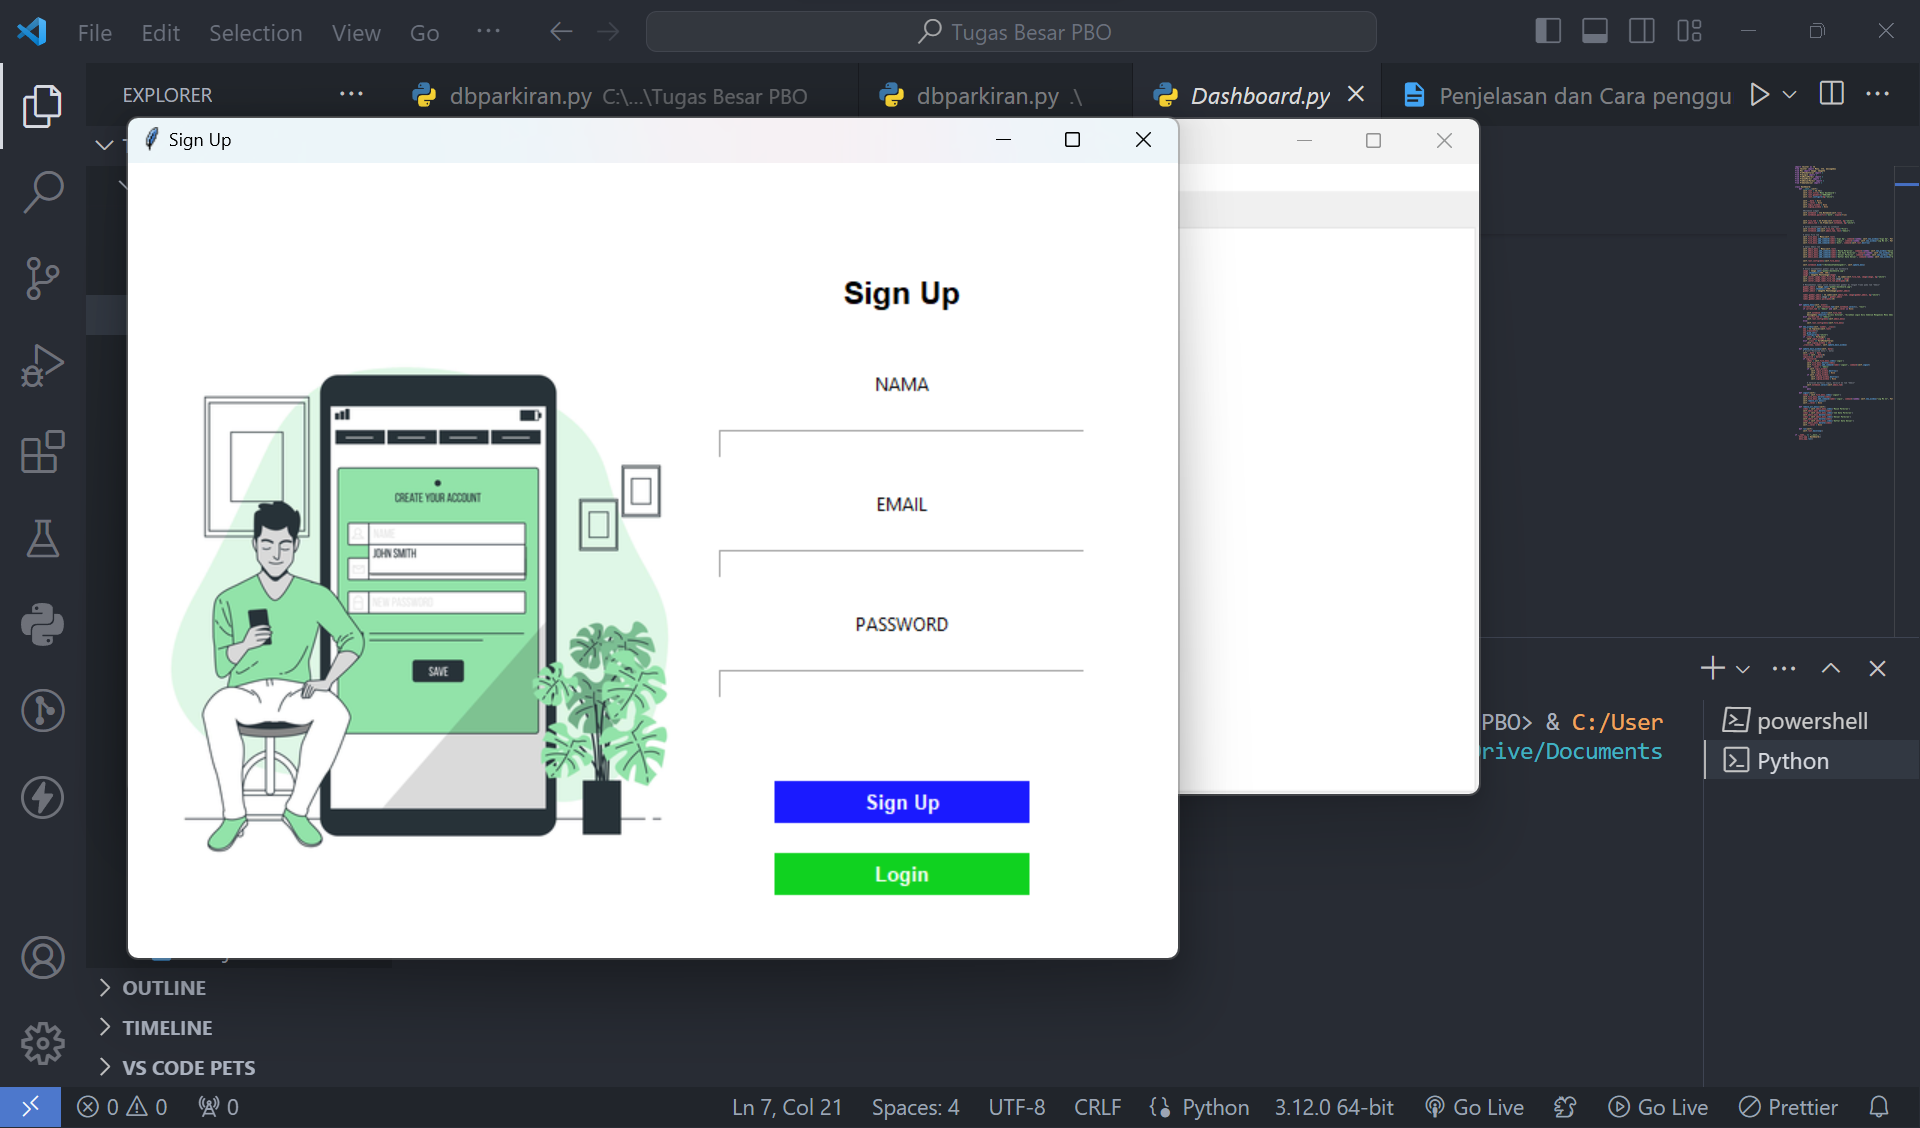 File Edit Selection View Go ···
Tugas Besar PBO
EXPLORER ···
dbparkiran.py C:\...\Tugas Besar PBO
dbparkiran.py .\
Dashboard.py
Penjelasan dan Cara penggu
Sign Up
Sign Up
NAMA
EMAIL
PASSWORD
Sign Up
Login
CREATE YOUR ACCOUNT
NAME
JOHN SMITH
NEW PASSWORD
SAVE
PBO> & C:/User
rive/Documents
powershell
Python
OUTLINE
TIMELINE
VS CODE PETS
0 0 0
Ln 7, Col 21 Spaces: 4 UTF-8 CRLF Python 3.12.0 64-bit Go Live Go Live Prettier